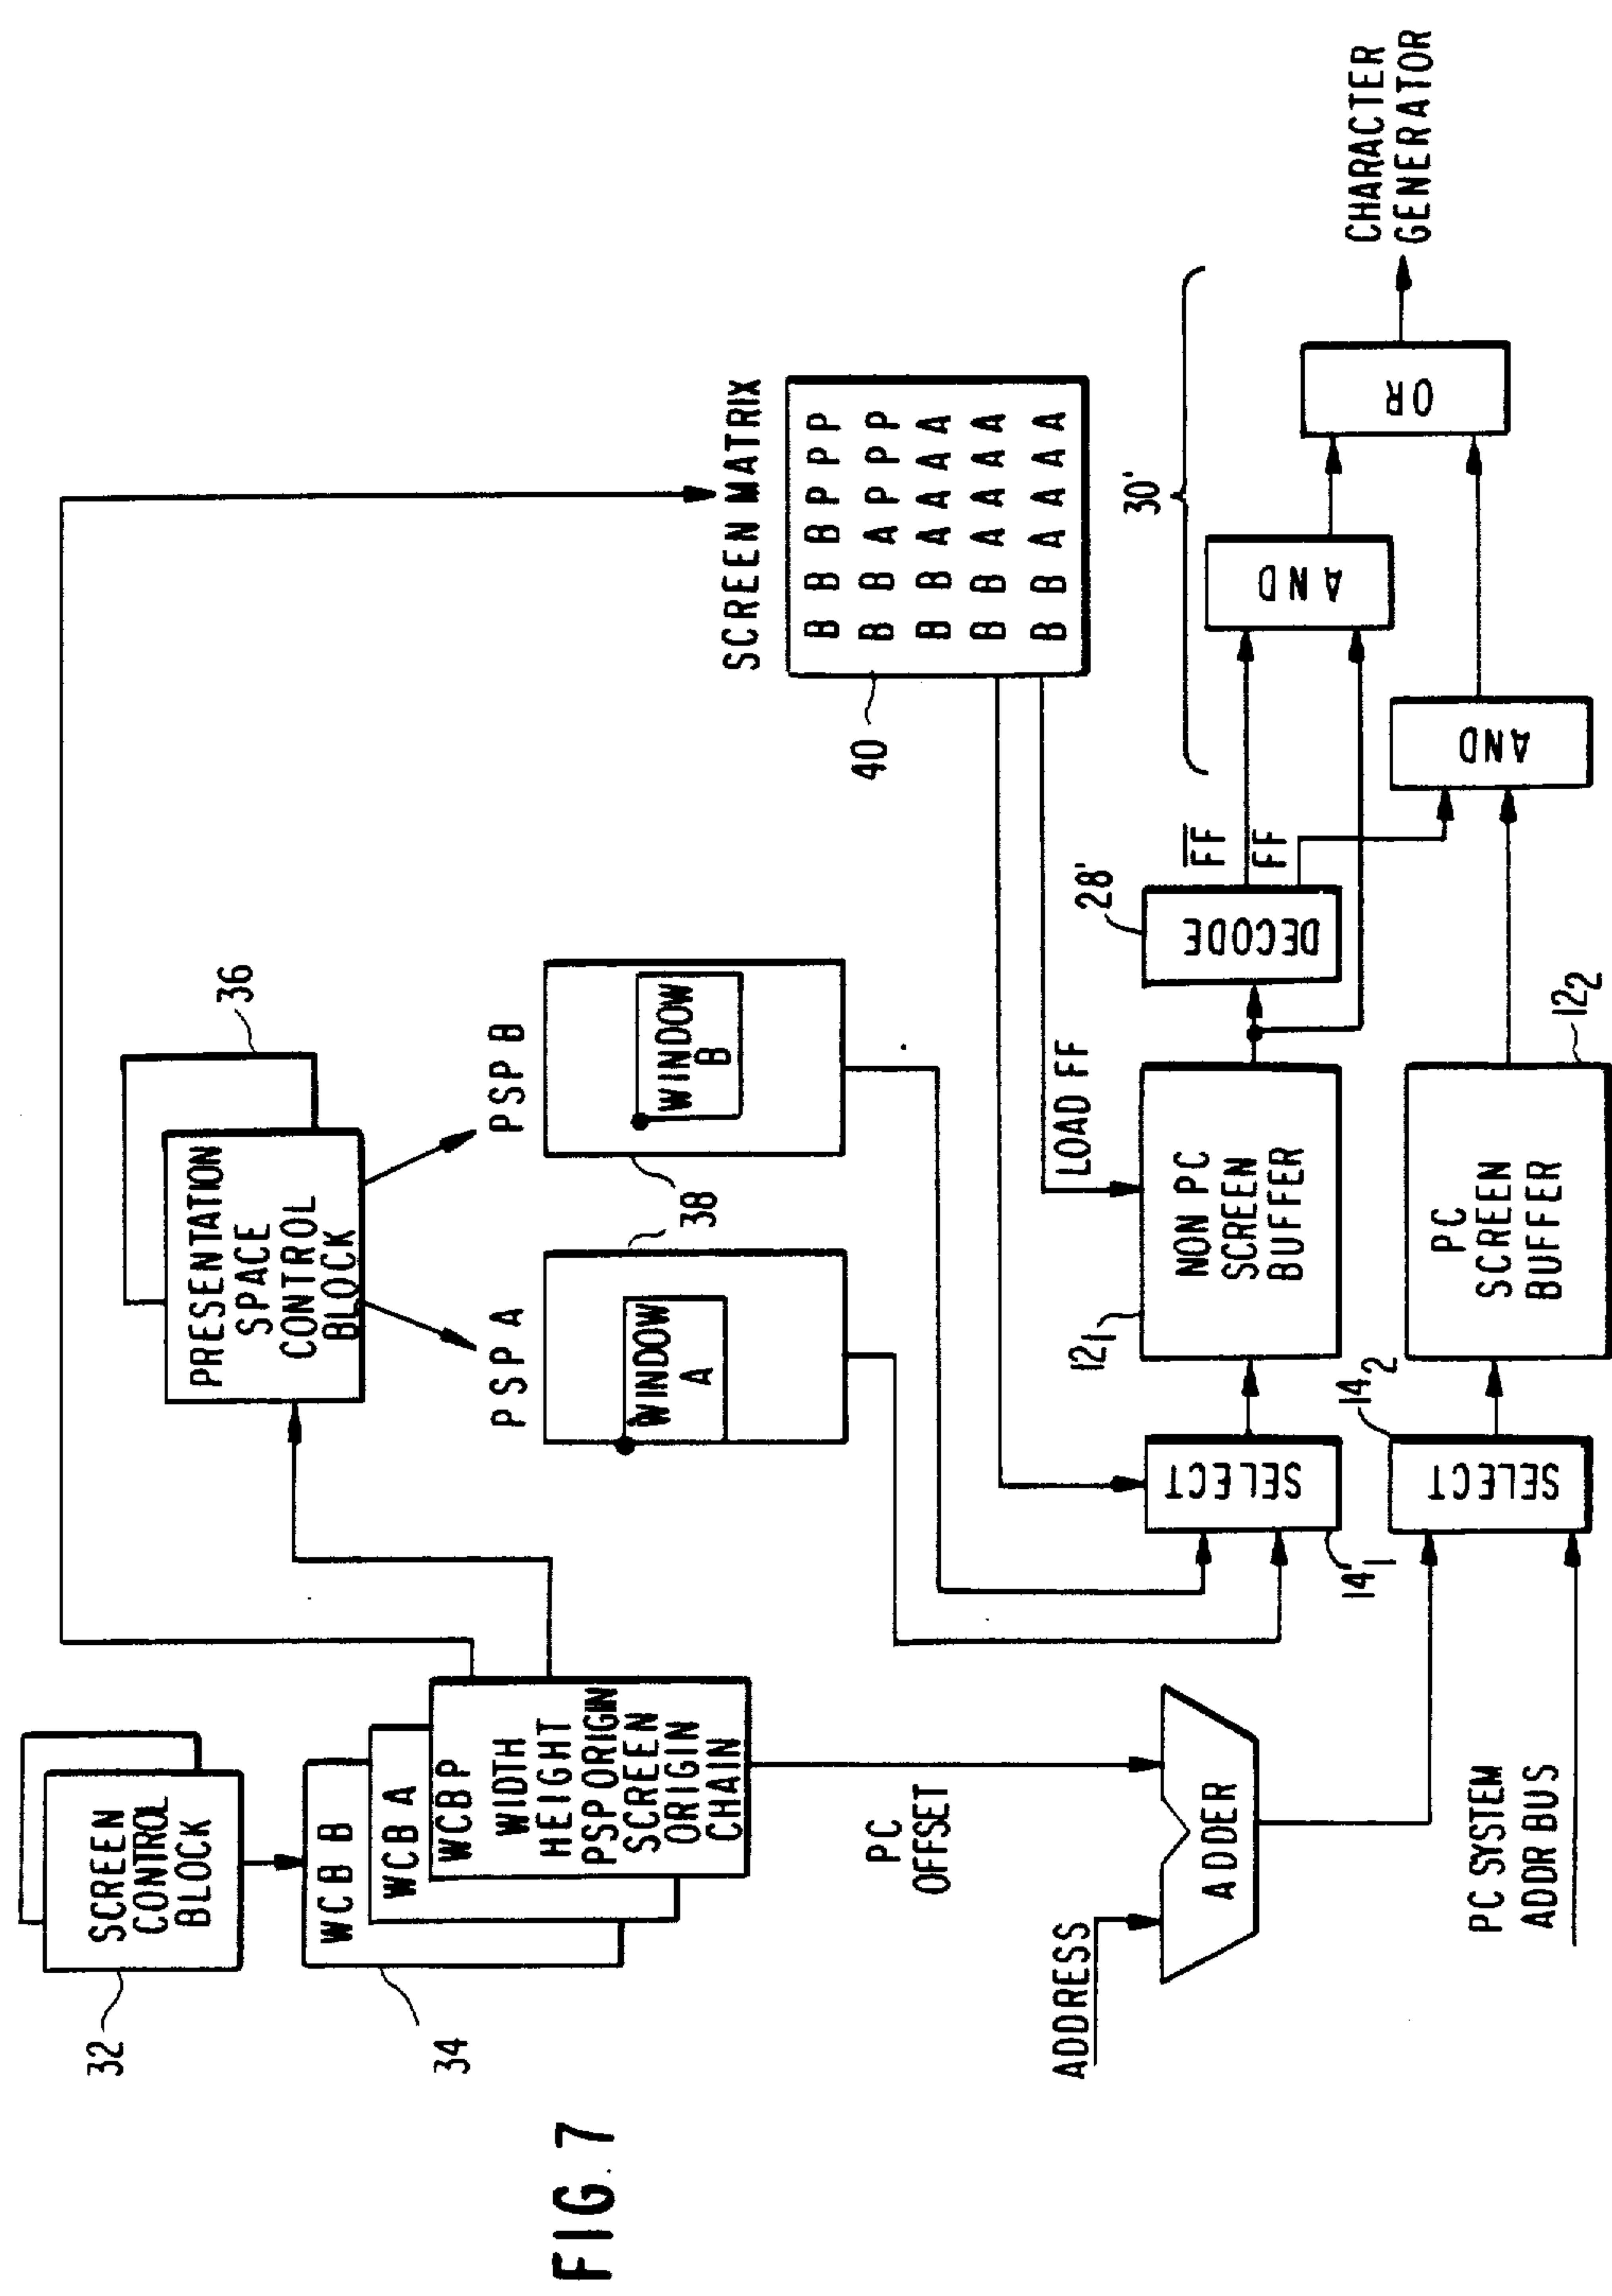 32
SCREEN
CONTROL
BLOCK
34
WCB B
WCB A
WCBP
WIDTH
HEIGHT
PSP ORIGIN
SCREEN
ORIGIN
CHAIN
PRESENTATION
SPACE
CONTROL
BLOCK
36
PSP A
WINDOW
A
38
PSP B
WINDOW
B
SCREEN MATRIX
B B B P P P
B B A P P P
B B A A A A
B B A A A A
B B A A A A
40
PC
OFFSET
ADDRESS
ADDER
PC SYSTEM
ADDR BUS
SELECT
14'1
SELECT
142
LOAD FF
NON PC
SCREEN
BUFFER
121
PC
SCREEN
BUFFER
122
DECODE
28'
F̅F̅
FF
30'
AND
AND
OR
CHARACTER
GENERATOR
FIG. 7